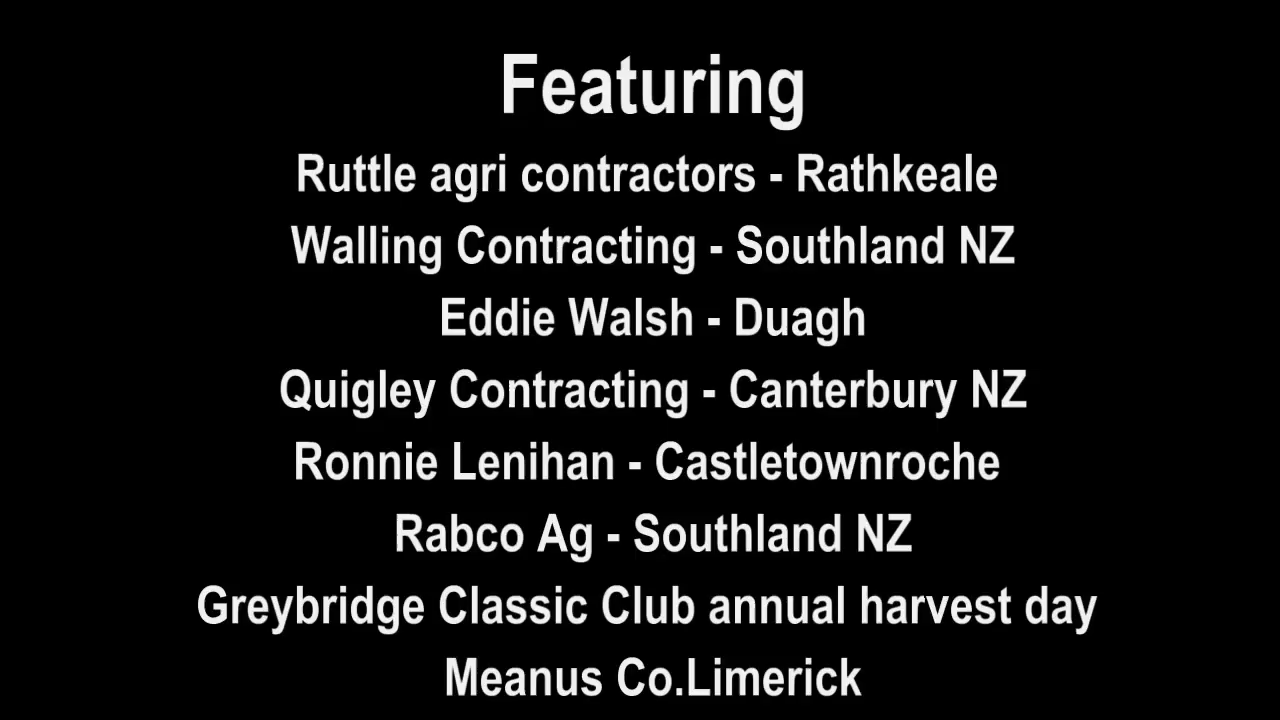 Featuring
Ruttle agri contractors - Rathkeale
Walling Contracting - Southland NZ
Eddie Walsh - Duagh
Quigley Contracting - Canterbury NZ
Ronnie Lenihan - Castletownroche
Rabco Ag - Southland NZ
Greybridge Classic Club annual harvest day
Meanus Co.Limerick